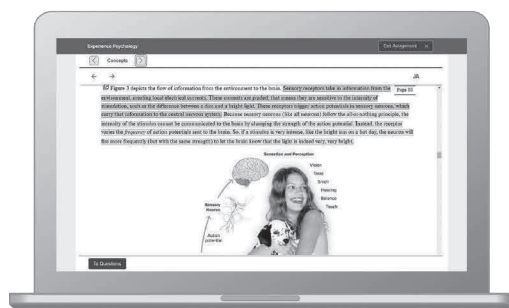 Experience Psychology
Exit Assignment ×
Concepts
JA
Figure 3 depicts the flow of information from the environment to the brain. Sensory receptors take in information from the
Page 83
environment, creating local electrical currents. These currents are graded; that means they are sensitive to the intensity of
stimulation, such as the difference between a dim and a bright light. These receptors trigger action potentials in sensory neurons, which
carry that information to the central nervous system. Because sensory neurons (like all neurons) follow the all-or-nothing principle, the
intensity of the stimulus cannot be communicated to the brain by changing the strength of the action potential. Instead, the receptor
varies the frequency of action potentials sent to the brain. So, if a stimulus is very intense, like the bright sun on a hot day, the neuron will
fire more frequently (but with the same strength) to let the brain know that the light is indeed very, very bright.
Sensation and Perception
Vision
Taste
Smell
Hearing
Balance
Touch
Sensory
Neuron
Action
potential
To Questions